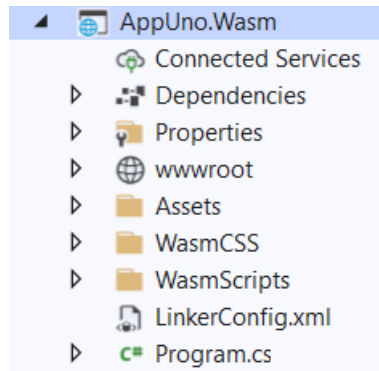 AppUno.Wasm
Connected Services
Dependencies
Properties
wwwroot
Assets
WasmCSS
WasmScripts
LinkerConfig.xml
C# Program.cs